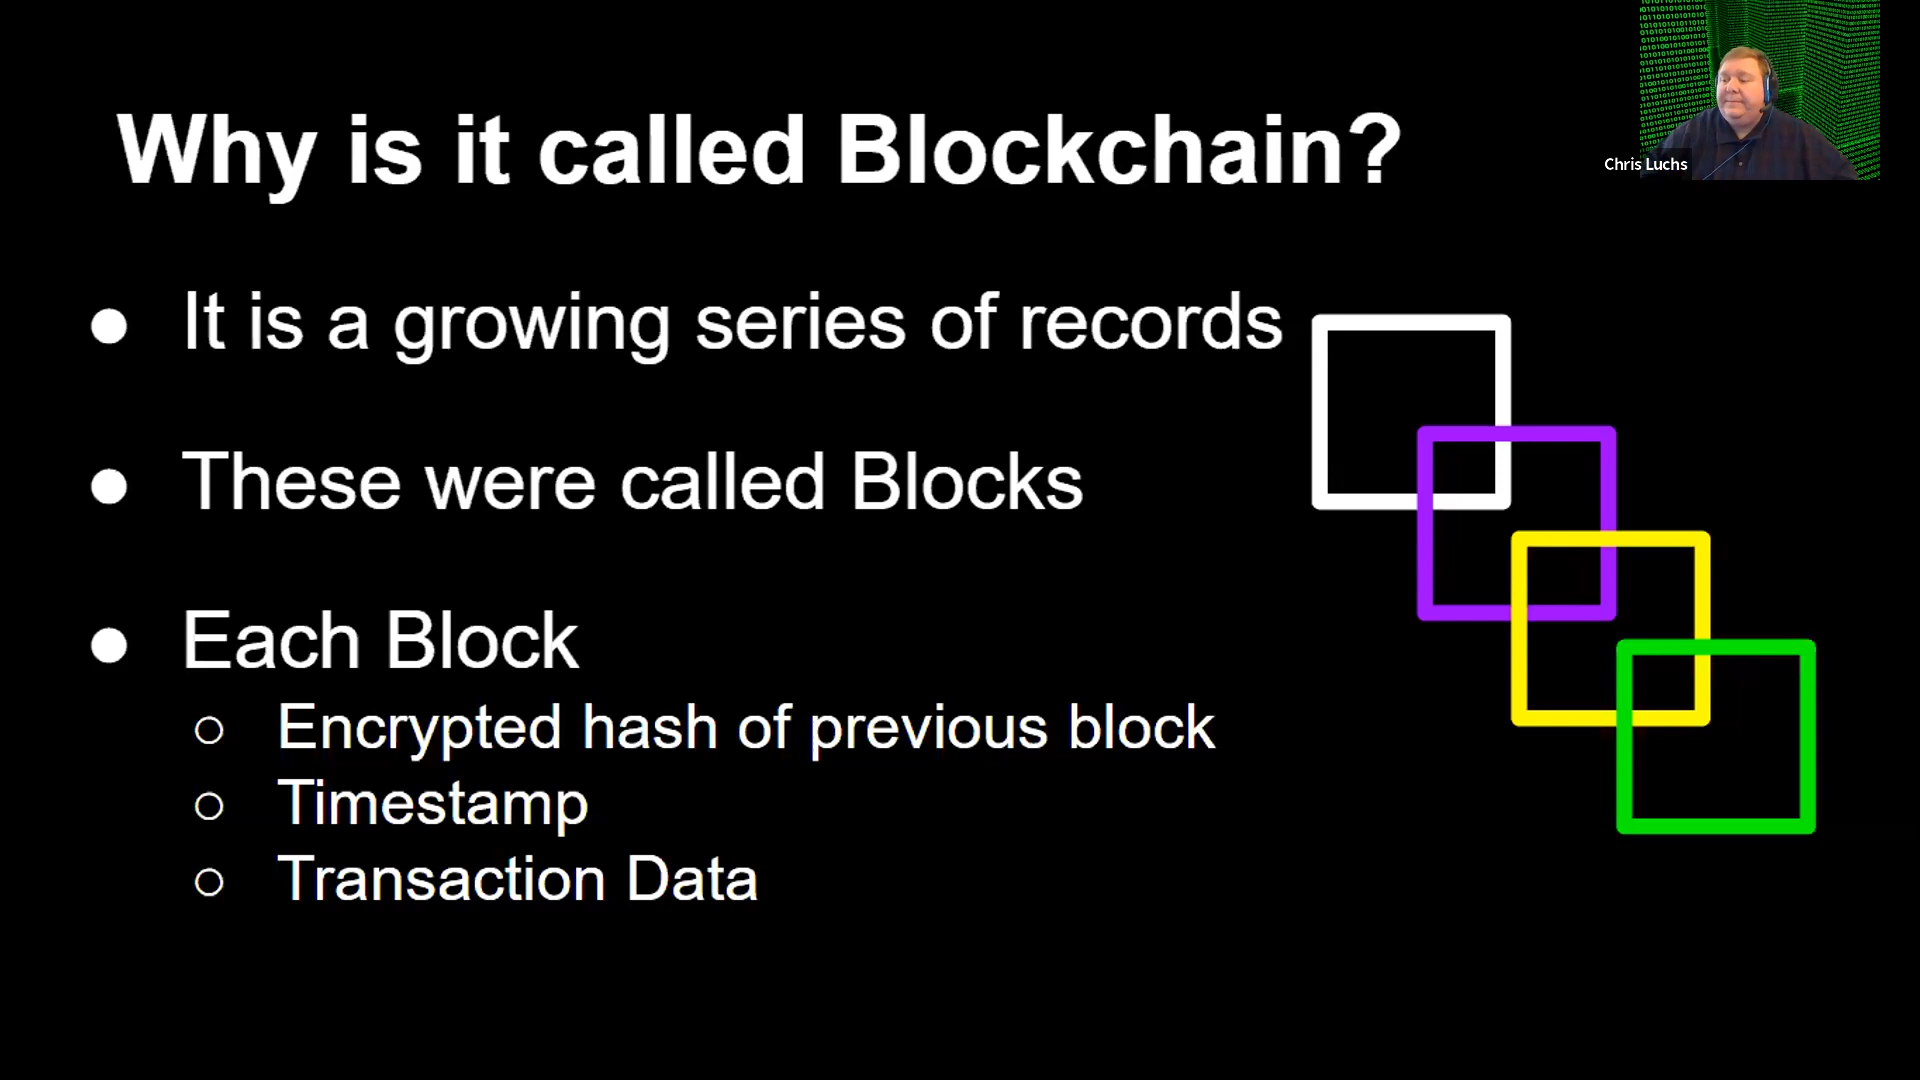 Why is it called Blockchain?
Chris Luchs
● It is a growing series of records
● These were called Blocks
● Each Block
○ Encrypted hash of previous block
○ Timestamp
○ Transaction Data